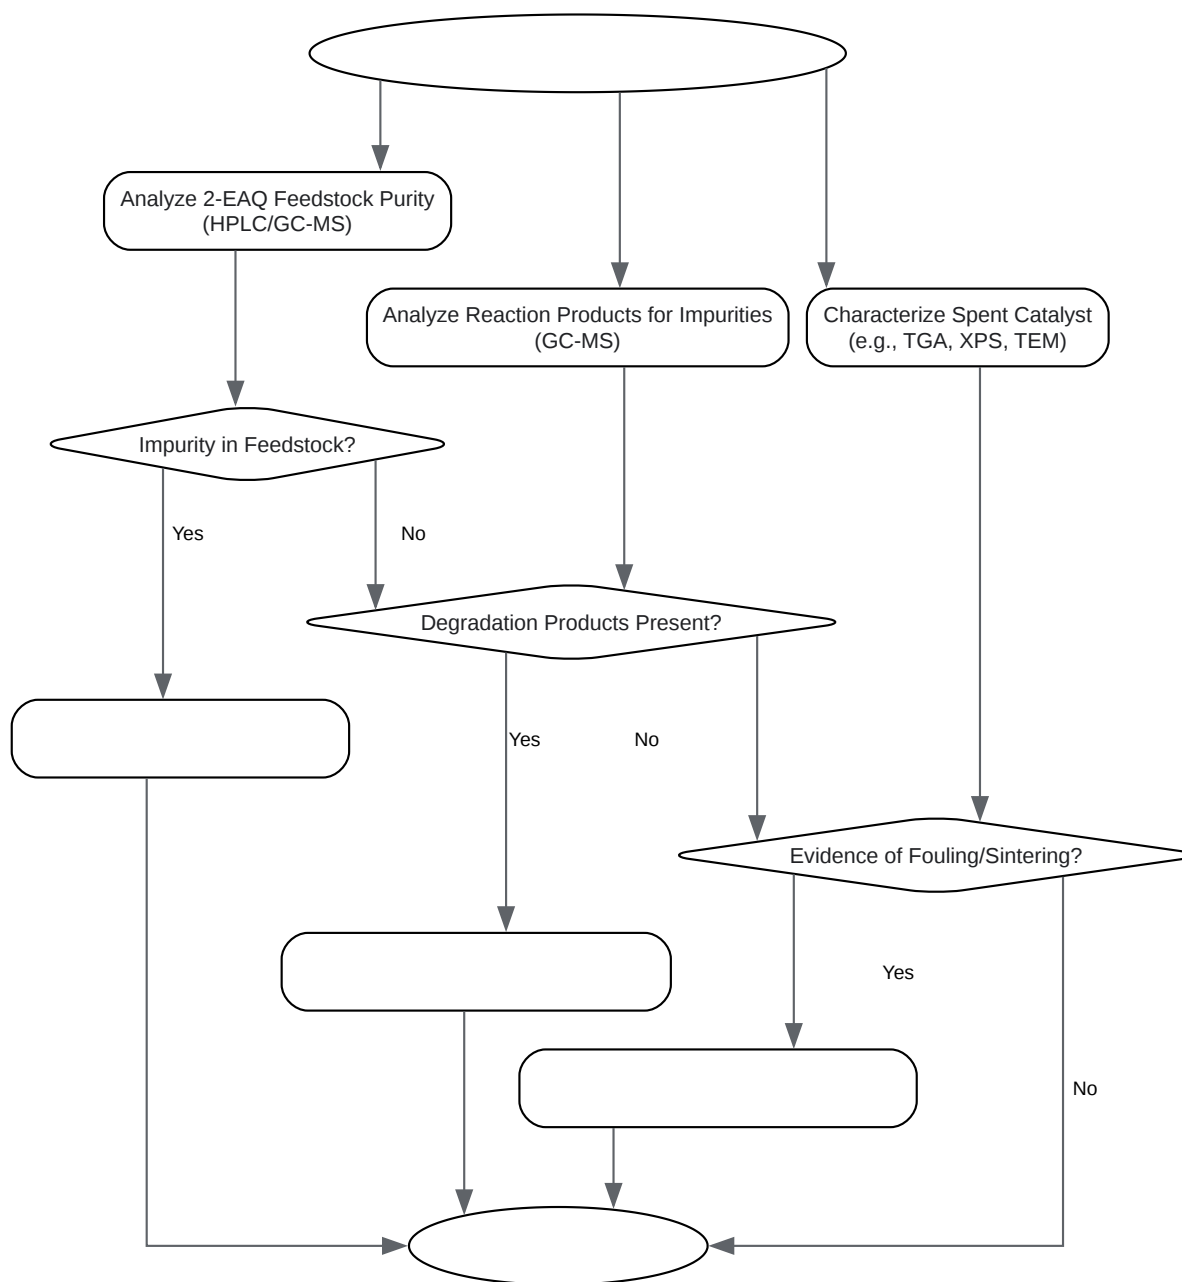 Analyze 2-EAQ Feedstock Purity
(HPLC/GC-MS)
Analyze Reaction Products for Impurities
(GC-MS)
Characterize Spent Catalyst
(e.g., TGA, XPS, TEM)
Impurity in Feedstock?
Yes
No
Degradation Products Present?
Yes
No
Evidence of Fouling/Sintering?
Yes
No